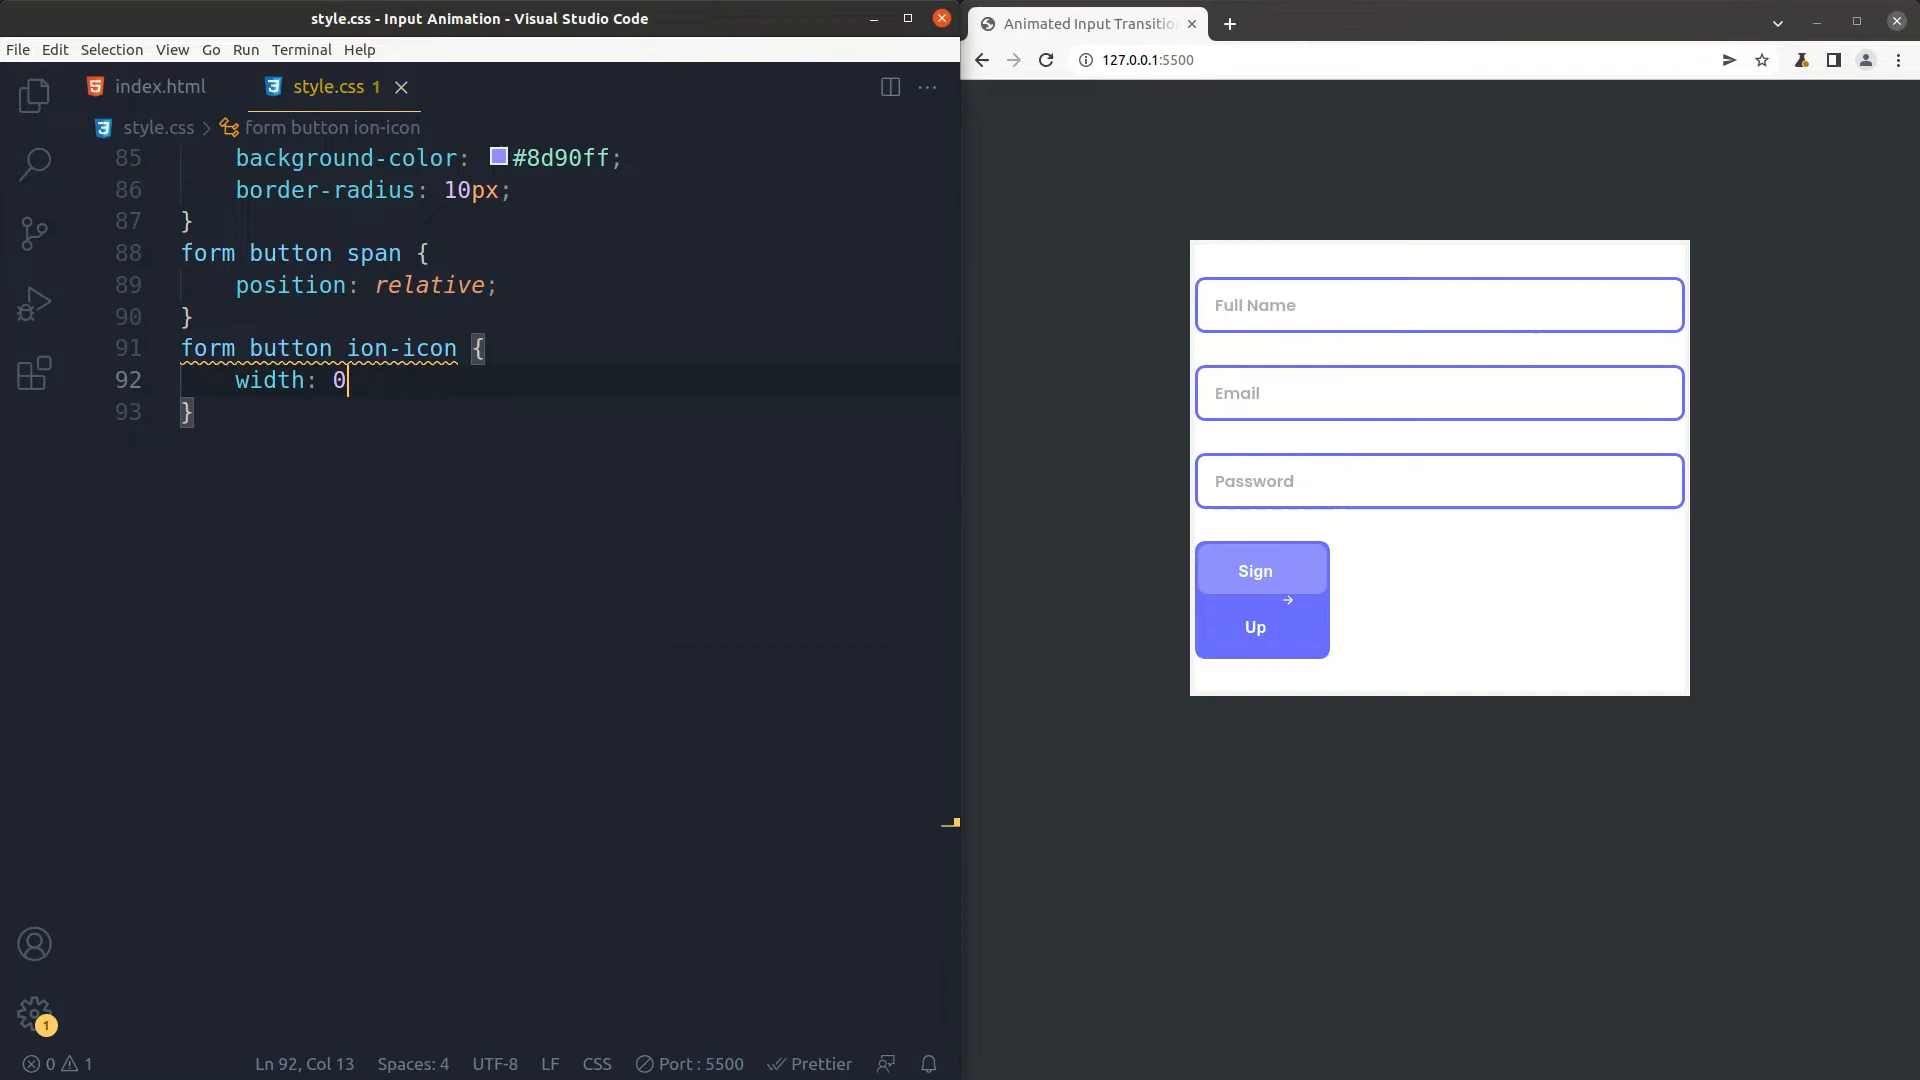 style.css - Input Animation - Visual Studio Code
File Edit Selection View Go Run Terminal Help
index.html
style.css 1
style.css > form button ion-icon
85 background-color: #8d90ff;
86 border-radius: 10px;
87 }
88 form button span {
89 position: relative;
90 }
91 form button ion-icon {
92 width: 0
93 }
1
0 1
Ln 92, Col 13 Spaces: 4 UTF-8 LF CSS Port : 5500 Prettier
Animated Input Transitio
127.0.0.1:5500
Full Name
Email
Password
Sign
→
Up